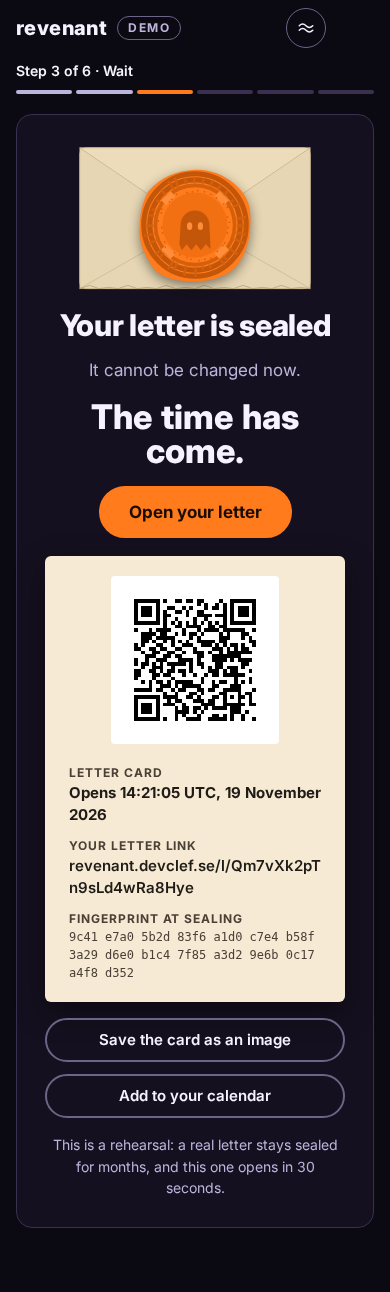 revenant DEMO
Step 3 of 6 · Wait
Your letter is sealed
It cannot be changed now.
The time has
come.
Open your letter
LETTER CARD
Opens 14:21:05 UTC, 19 November
2026
YOUR LETTER LINK
revenant.devclef.se/l/Qm7vXk2pT
n9sLd4wRa8Hye
FINGERPRINT AT SEALING
9c41 e7a0 5b2d 83f6 a1d0 c7e4 b58f
3a29 d6e0 b1c4 7f85 a3d2 9e6b 0c17
a4f8 d352
Save the card as an image
Add to your calendar
This is a rehearsal: a real letter stays sealed
for months, and this one opens in 30
seconds.